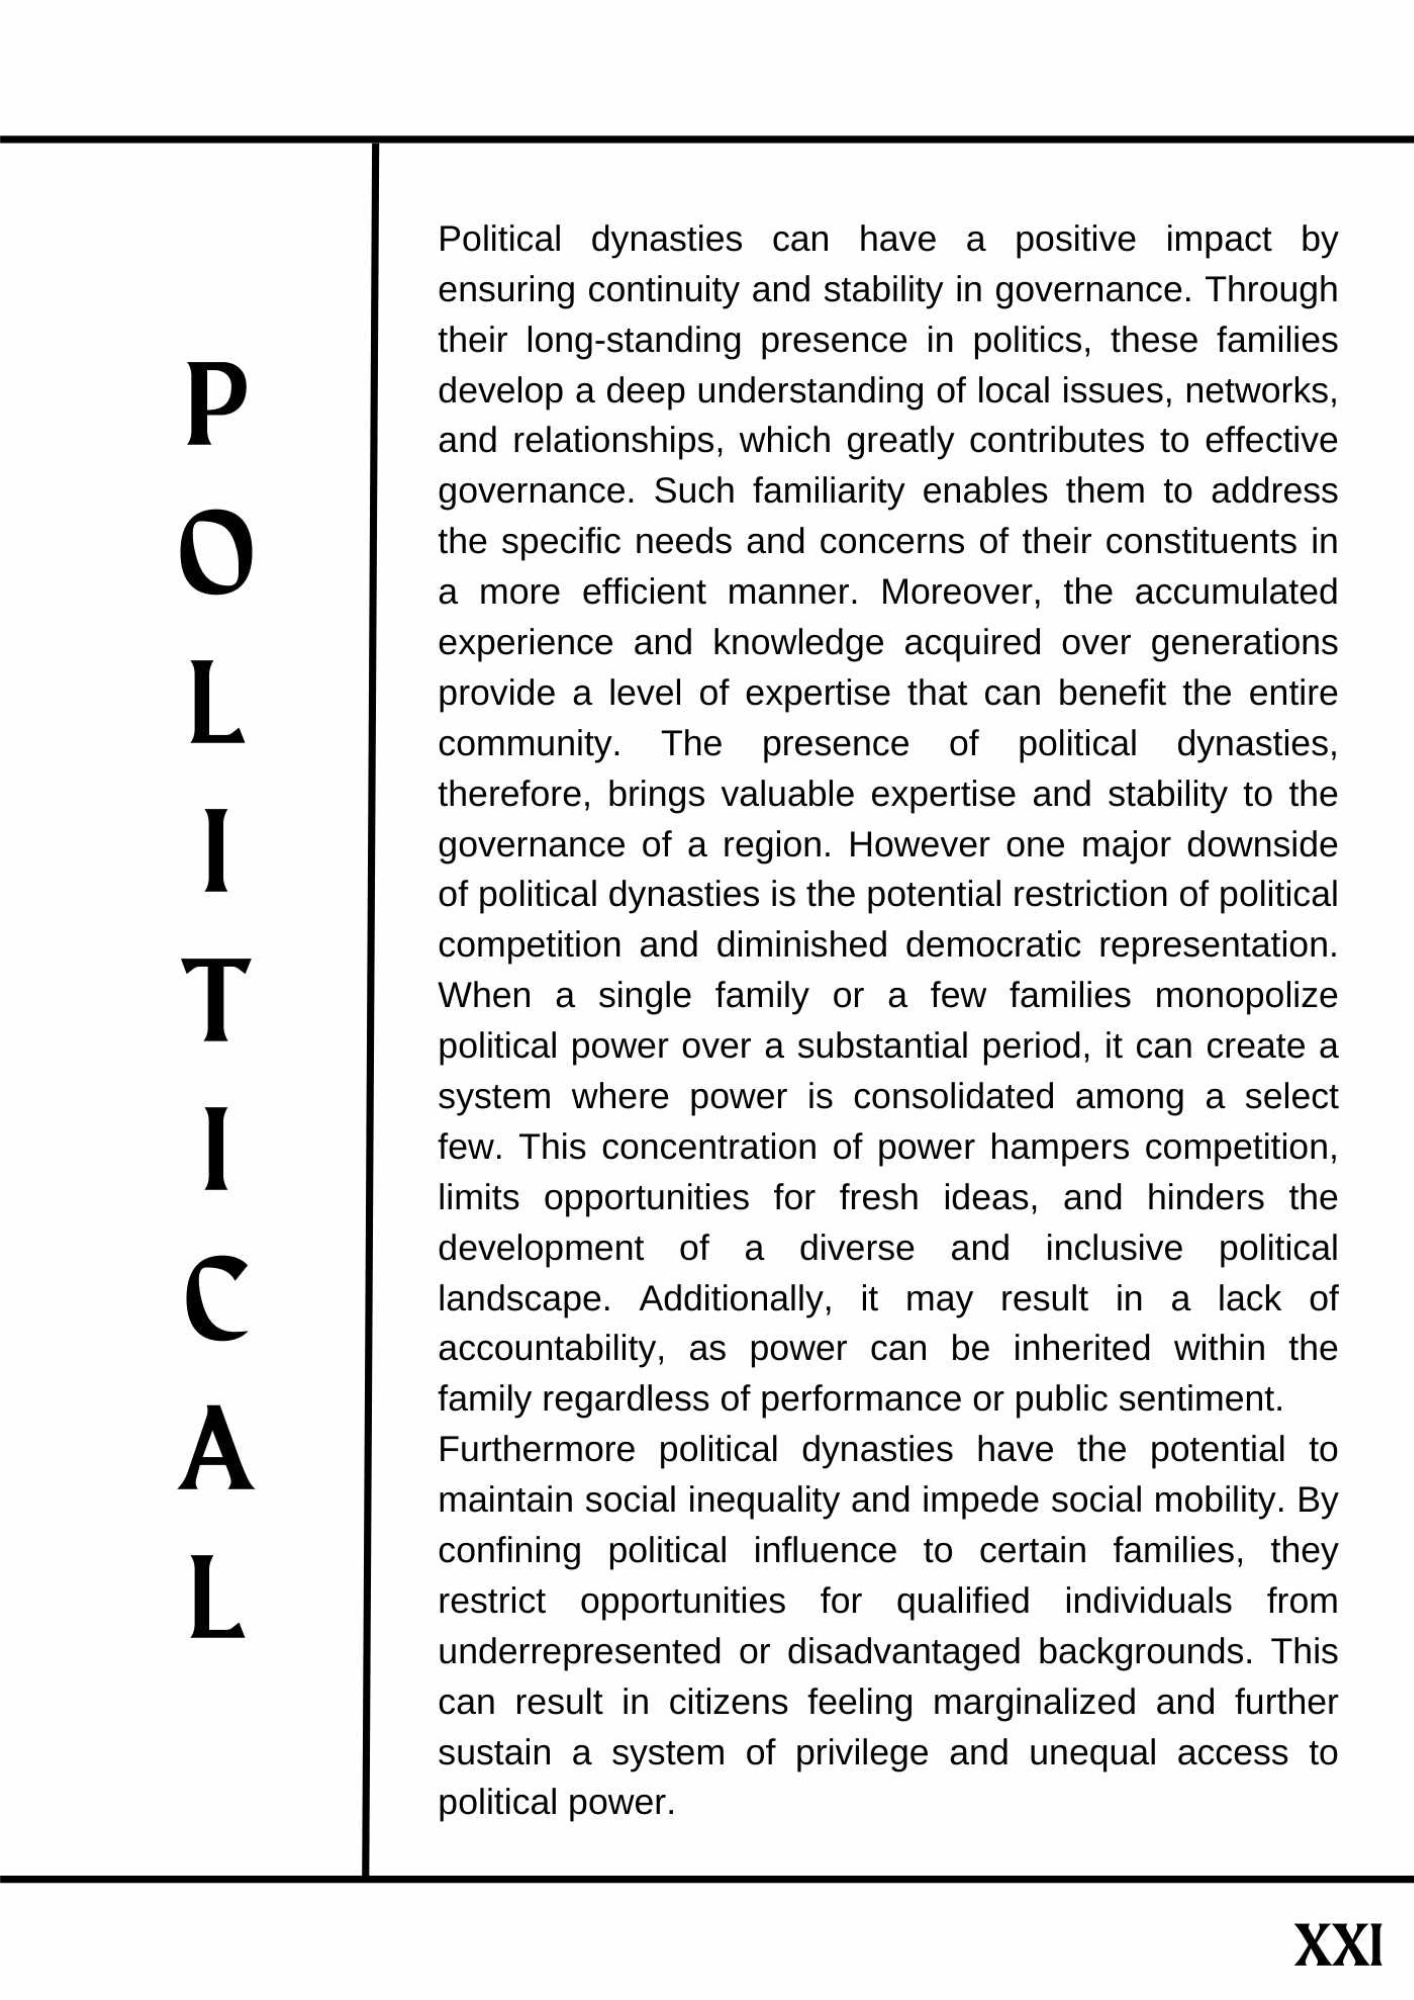 POLITICAL
Political dynasties can have a positive impact by
ensuring continuity and stability in governance. Through
their long-standing presence in politics, these families
develop a deep understanding of local issues, networks,
and relationships, which greatly contributes to effective
governance. Such familiarity enables them to address
the specific needs and concerns of their constituents in
a more efficient manner. Moreover, the accumulated
experience and knowledge acquired over generations
provide a level of expertise that can benefit the entire
community. The presence of political dynasties,
therefore, brings valuable expertise and stability to the
governance of a region. However one major downside
of political dynasties is the potential restriction of political
competition and diminished democratic representation.
When a single family or a few families monopolize
political power over a substantial period, it can create a
system where power is consolidated among a select
few. This concentration of power hampers competition,
limits opportunities for fresh ideas, and hinders the
development of a diverse and inclusive political
landscape. Additionally, it may result in a lack of
accountability, as power can be inherited within the
family regardless of performance or public sentiment.
Furthermore political dynasties have the potential to
maintain social inequality and impede social mobility. By
confining political influence to certain families, they
restrict opportunities for qualified individuals from
underrepresented or disadvantaged backgrounds. This
can result in citizens feeling marginalized and further
sustain a system of privilege and unequal access to
political power.
XXI